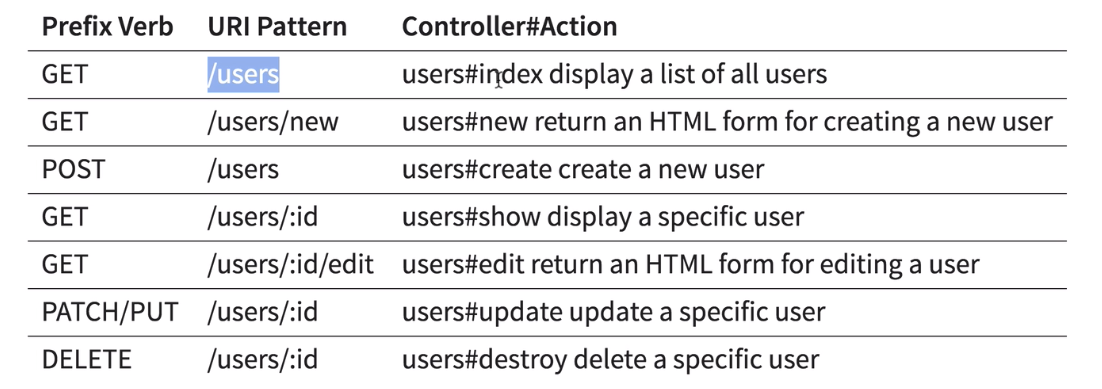 Prefix Verb URI Pattern Controller#Action
GET /users users#index display a list of all users
GET /users/new users#new return an HTML form for creating a new user
POST /users users#create create a new user
GET /users/:id users#show display a specific user
GET /users/:id/edit users#edit return an HTML form for editing a user
PATCH/PUT /users/:id users#update update a specific user
DELETE /users/:id users#destroy delete a specific user